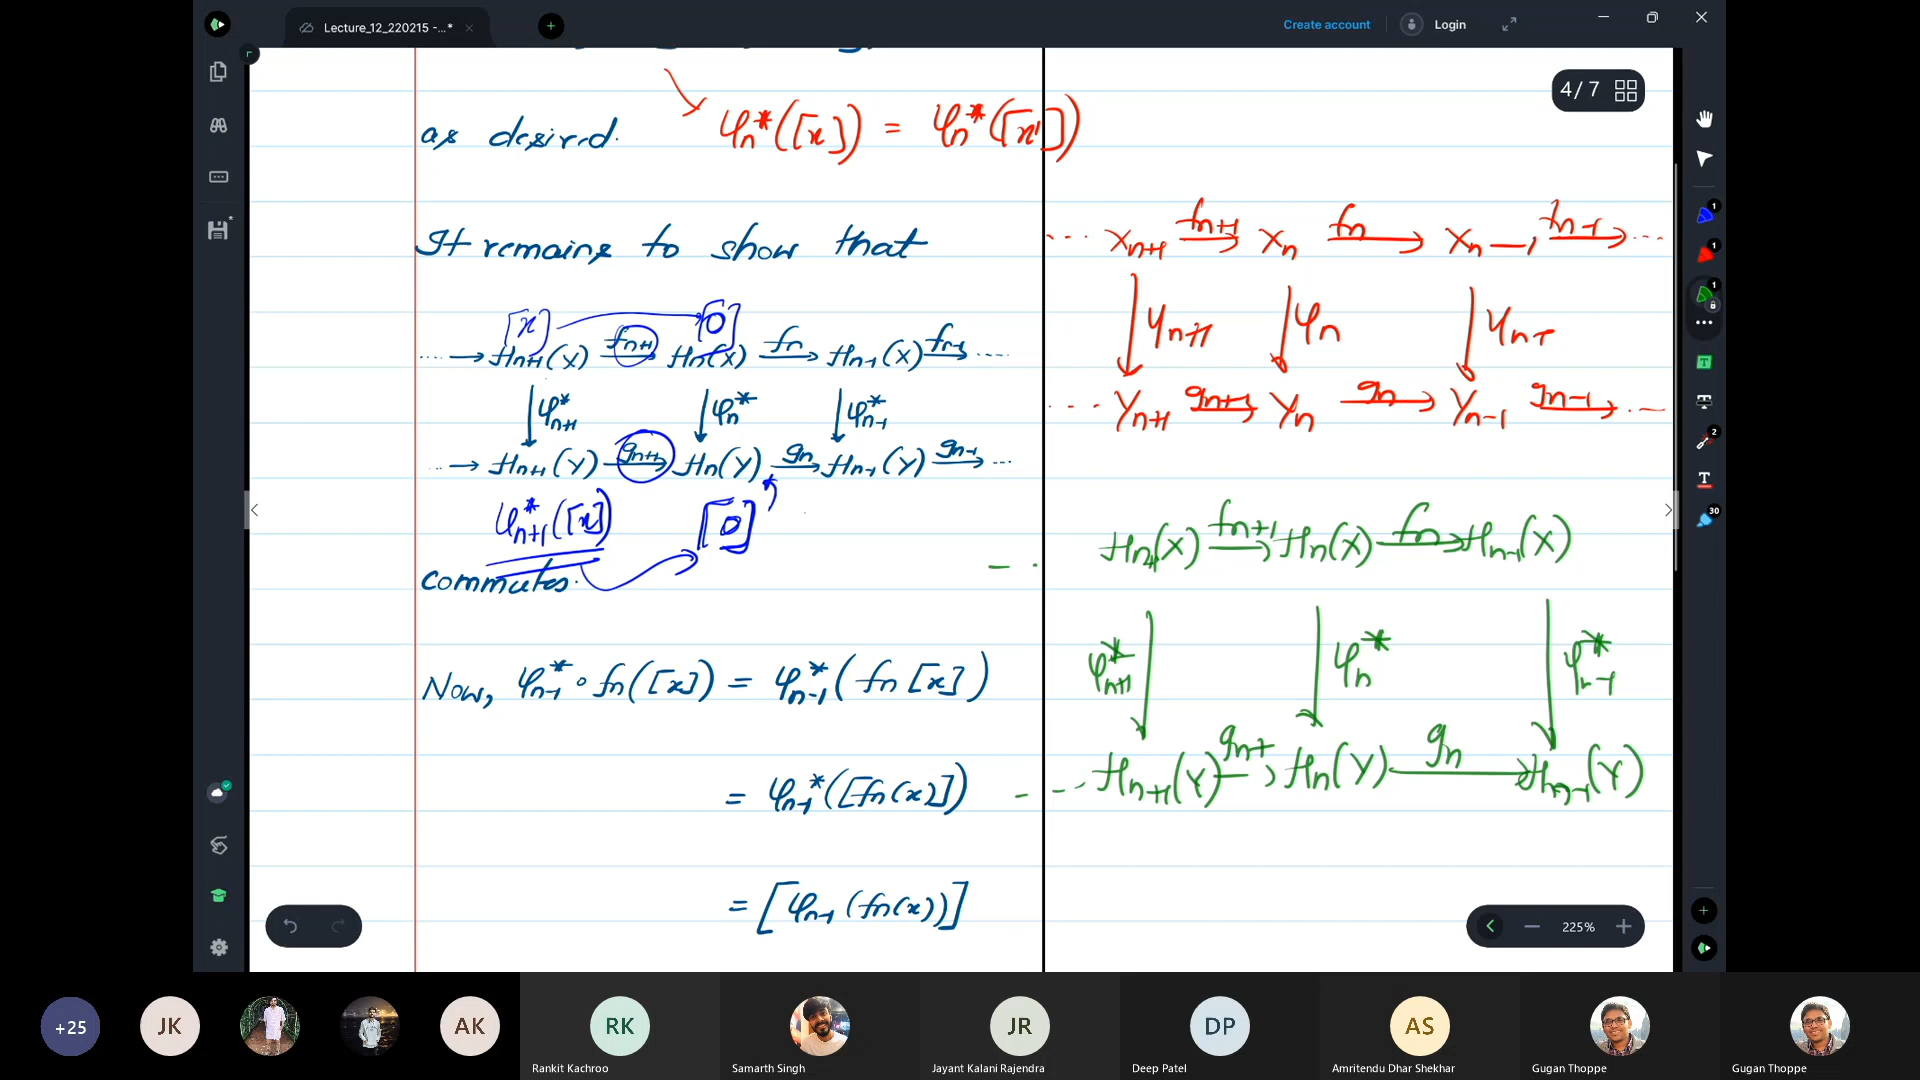 Lecture_12_220215 -...*
Create account
Login
4 / 7
as desired.
φₙ*([x]) = φₙ*([x'])
It remains to show that
[x] → [0]
... → Hn+1(X) —fn+1→ Hn(X) —fn→ Hn-1(X) —fn-1→ ...
↓ φ*n+1 ↓ φn* ↓ φ*n-1
... → Hn+1(Y) —gn+1→ Hn(Y) —gn→ Hn-1(Y) —gn-1→ ...
φ*n+1([x]) → [0]
commutes.
Now, φ*n-1 ∘ fn([x]) = φ*n-1(fn[x])
= φ*n-1([fn(x)])
= [φn-1(fn(x))]
... Xn+1 —fn+1→ Xn —fn→ Xn-1 —fn-1→ ...
↓ φn+1 ↓ φn ↓ φn-1
... Yn+1 —gn+1→ Yn —gn→ Yn-1 —gn-1→ ...
Hn+1(X) —fn+1→ Hn(X) —fn→ Hn-1(X)
↓ φ*n+1 ↓ φn* ↓ φ*n-1
... Hn+1(Y) —gn+→ Hn(Y) —gn→ Hn-1(Y)
225%
1
1
1
2
30
+25
JK
AK
RK
JR
DP
AS
Rankit Kachroo
Samarth Singh
Jayant Kalani Rajendra
Deep Patel
Amritendu Dhar Shekhar
Gugan Thoppe
Gugan Thoppe